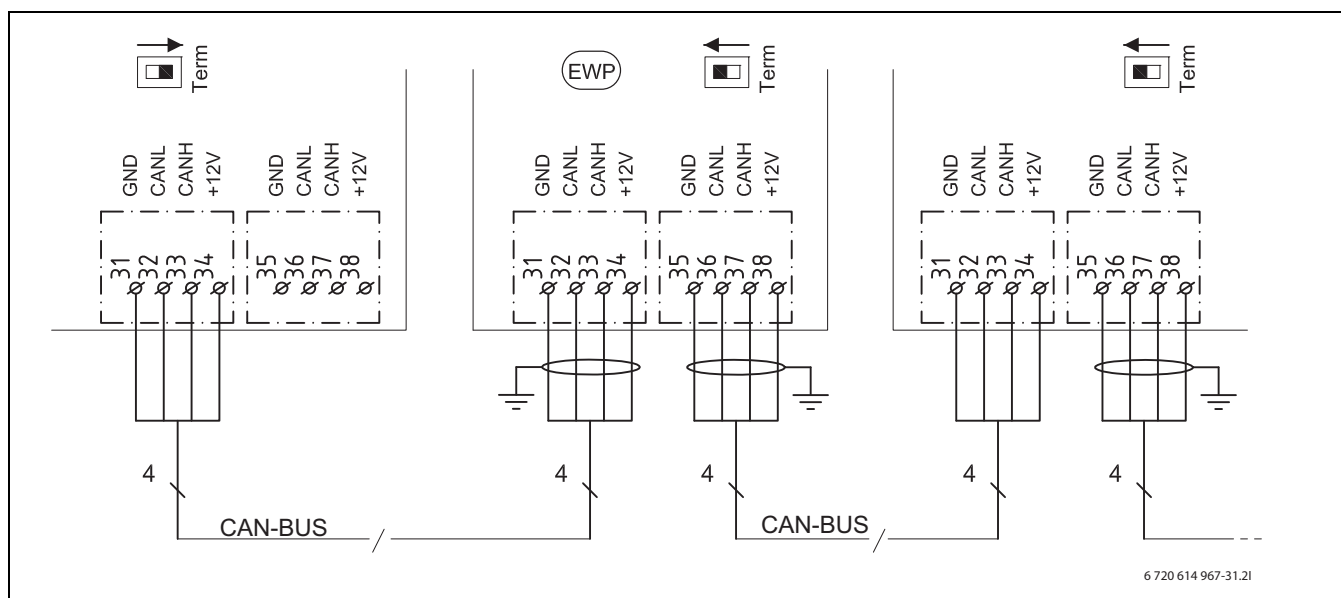 Term
EWP
Term
Term
GND CANL CANH +12V
GND CANL CANH +12V
GND CANL CANH +12V
GND CANL CANH +12V
GND CANL CANH +12V
GND CANL CANH +12V
31 32 33 34
35 36 37 38
31 32 33 34
35 36 37 38
31 32 33 34
35 36 37 38
4
4
4
4
4
CAN-BUS
CAN-BUS
6 720 614 967-31.2I